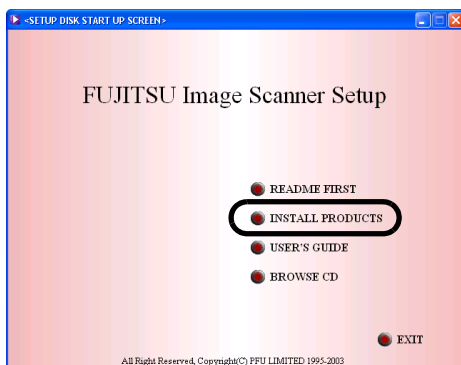 <SETUP DISK START UP SCREEN>
FUJITSU Image Scanner Setup
README FIRST
INSTALL PRODUCTS
USER'S GUIDE
BROWSE CD
EXIT
All Right Reserved, Copyright(C) PFU LIMITED 1995-2003